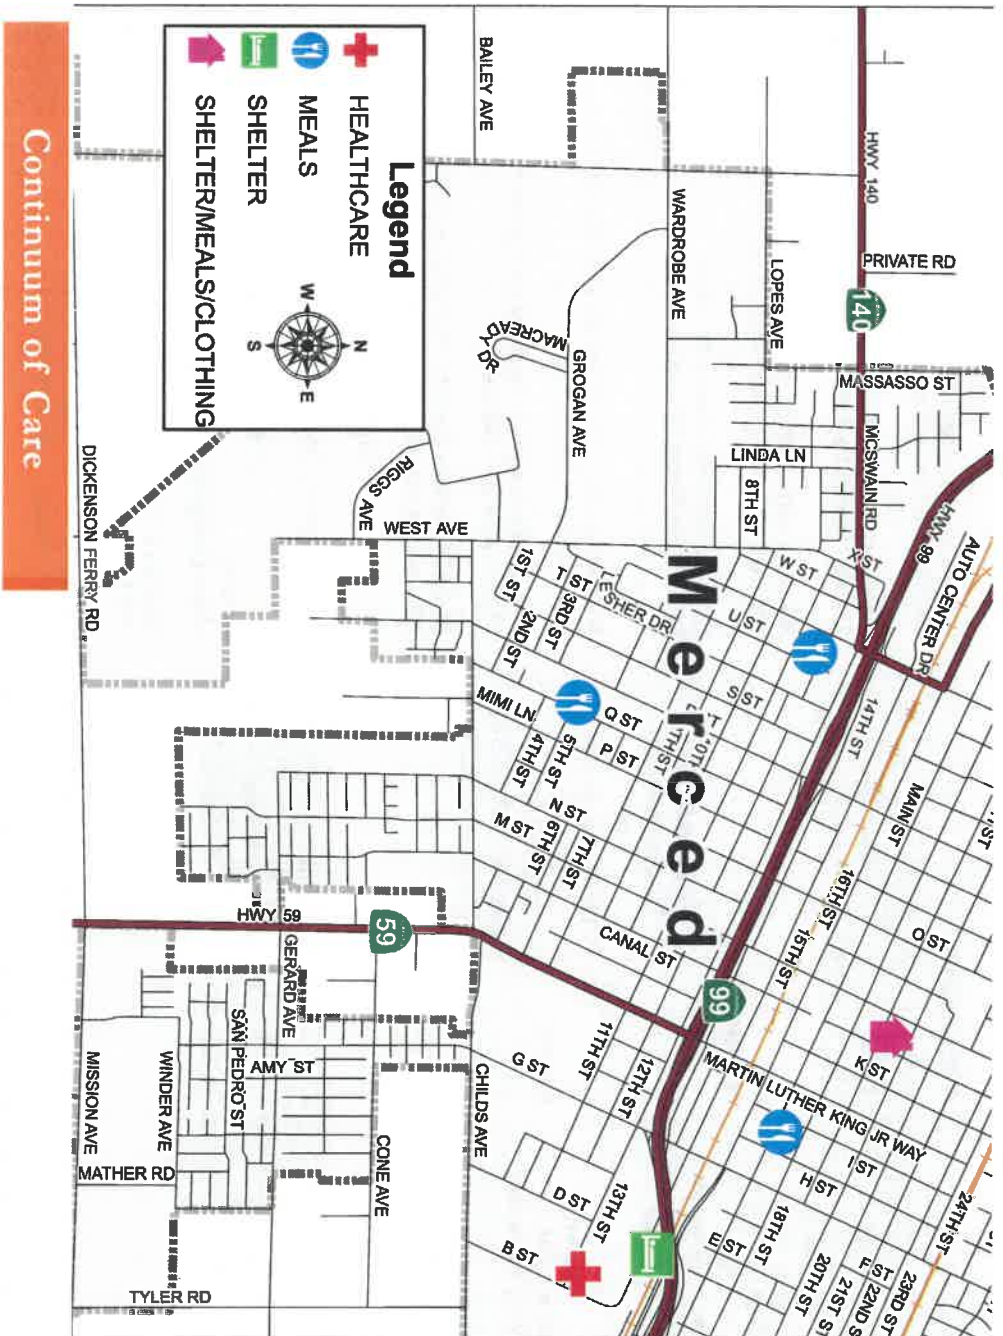 Continuum of Care
Legend
HEALTHCARE
MEALS
SHELTER
SHELTER/MEALS/CLOTHING
N
W
E
S
Merced
BAILEY AVE
WARDROBE AVE
LOPES AVE
HWY 140
PRIVATE RD
140
MASSASSO ST
MCSWAIN RD
LINDA LN
8TH ST
GROGAN AVE
MACREADY DR
RIGGS AVE
WEST AVE
DICKENSON FERRY RD
HWY 99
AUTO CENTER DR
X ST
W ST
U ST
T ST
LESHER DR
S ST
1ST ST
2ND ST
3RD ST
MIMI LN
4TH ST
5TH ST
Q ST
P ST
N ST
M ST
6TH ST
7TH ST
14TH ST
MAIN ST
16TH ST
15TH ST
O ST
CANAL ST
99
HWY 59
59
GERARD AVE
SAN PEDRO ST
AMY ST
WINDER AVE
MISSION AVE
MATHER RD
TYLER RD
CONE AVE
CHILDS AVE
G ST
11TH ST
12TH ST
13TH ST
D ST
B ST
MARTIN LUTHER KING JR WAY
K ST
I ST
H ST
E ST
F ST
18TH ST
20TH ST
21ST ST
22ND S
23RD ST
24TH ST